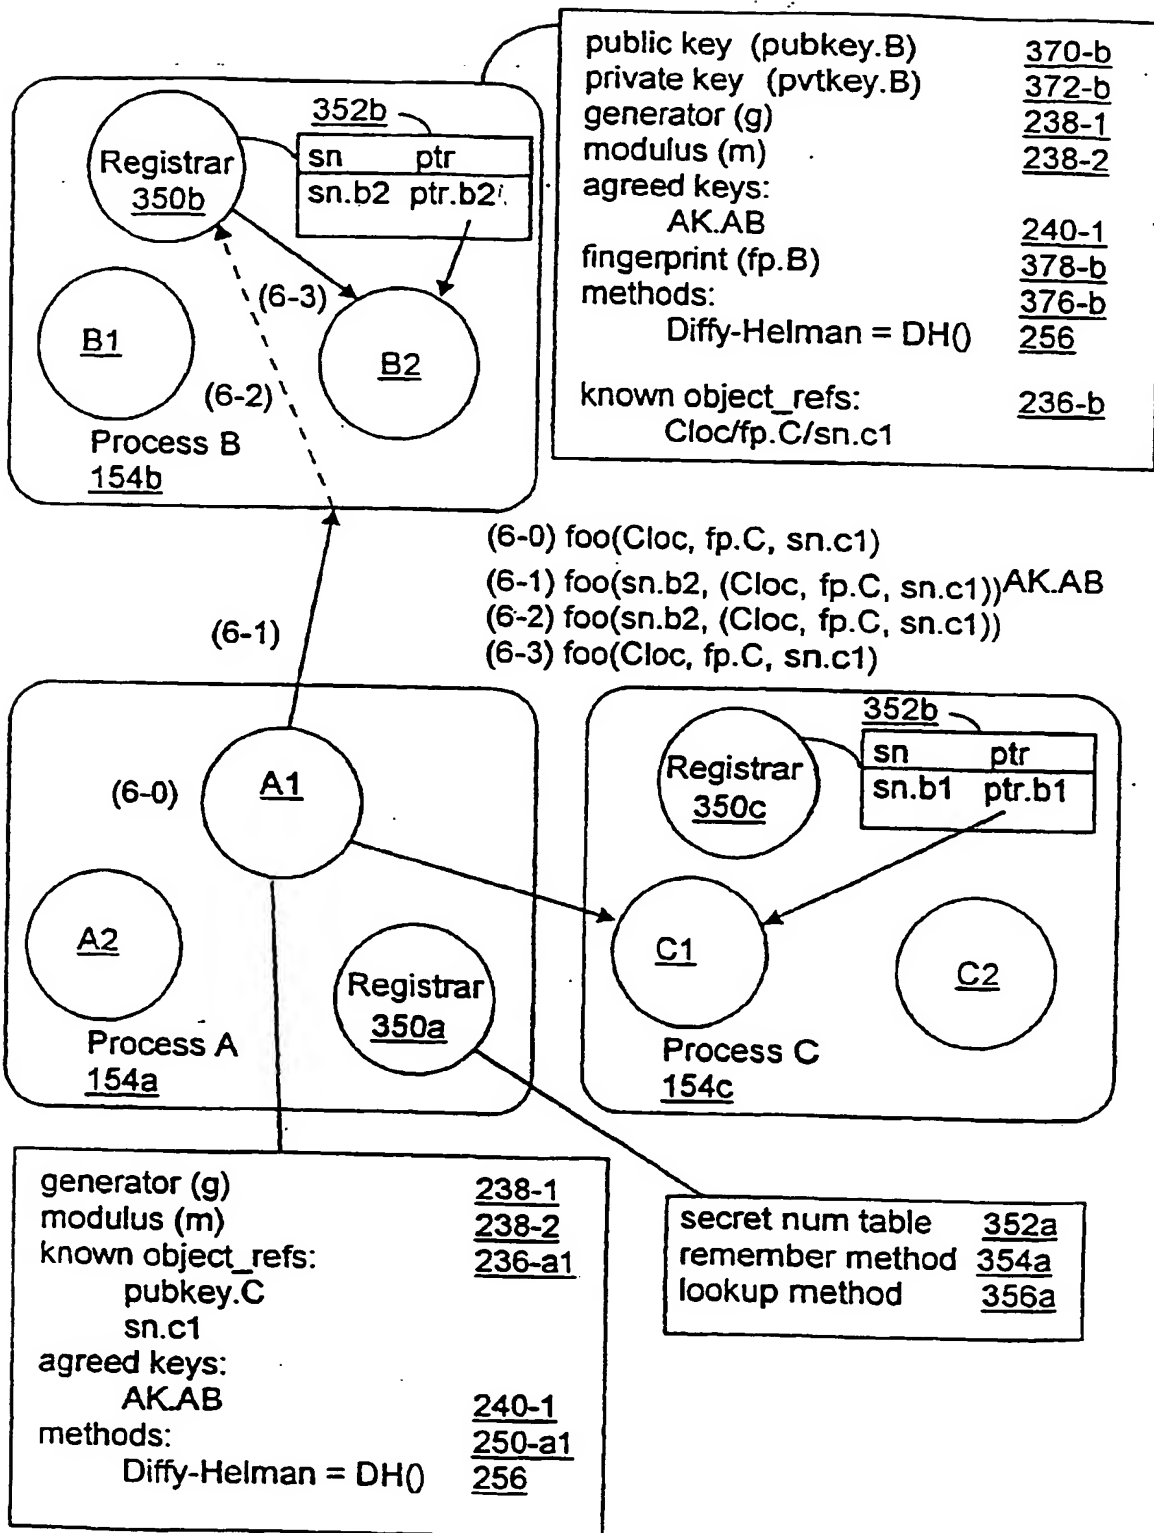 public key (pubkey.B) 370-b
private key (pvtkey.B) 372-b
generator (g) 238-1
modulus (m) 238-2
agreed keys:
AK.AB 240-1
fingerprint (fp.B) 378-b
methods: 376-b
Diffy-Helman = DH() 256
known object_refs: 236-b
Cloc/fp.C/sn.c1
352b
Registrar
350b
sn ptr
sn.b2 ptr.b2
(6-3)
B1
B2
(6-2)
Process B
154b
(6-0) foo(Cloc, fp.C, sn.c1)
(6-1) foo(sn.b2, (Cloc, fp.C, sn.c1))AK.AB
(6-2) foo(sn.b2, (Cloc, fp.C, sn.c1))
(6-3) foo(Cloc, fp.C, sn.c1)
(6-1)
(6-0)
A1
A2
Registrar
350a
Process A
154a
352b
Registrar
350c
sn ptr
sn.b1 ptr.b1
C1
C2
Process C
154c
generator (g) 238-1
modulus (m) 238-2
known object_refs: 236-a1
pubkey.C
sn.c1
agreed keys:
AK.AB 240-1
methods: 250-a1
Diffy-Helman = DH() 256
secret num table 352a
remember method 354a
lookup method 356a